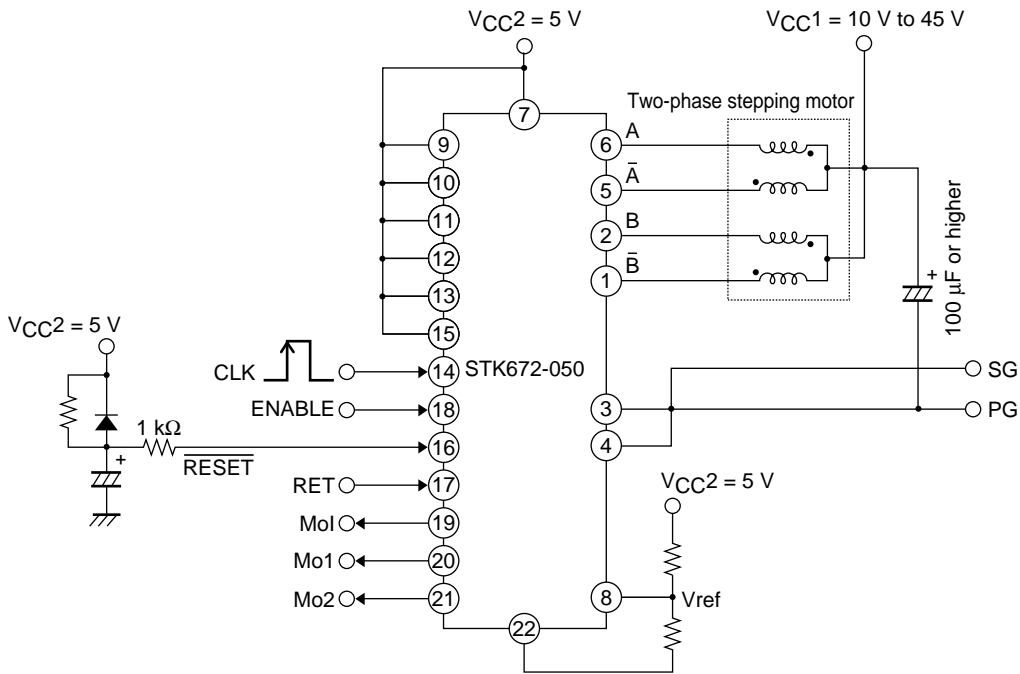 VCC2 = 5 V
VCC1 = 10 V to 45 V
Two-phase stepping motor
7
9
10
11
12
13
15
14
18
16
17
19
20
21
22
6
5
2
1
3
4
8
A
Ā
B
B̄
100 µF or higher
+
VCC2 = 5 V
CLK
STK672-050
ENABLE
1 kΩ
+
RESET
RET
MoI
Mo1
Mo2
SG
PG
VCC2 = 5 V
Vref